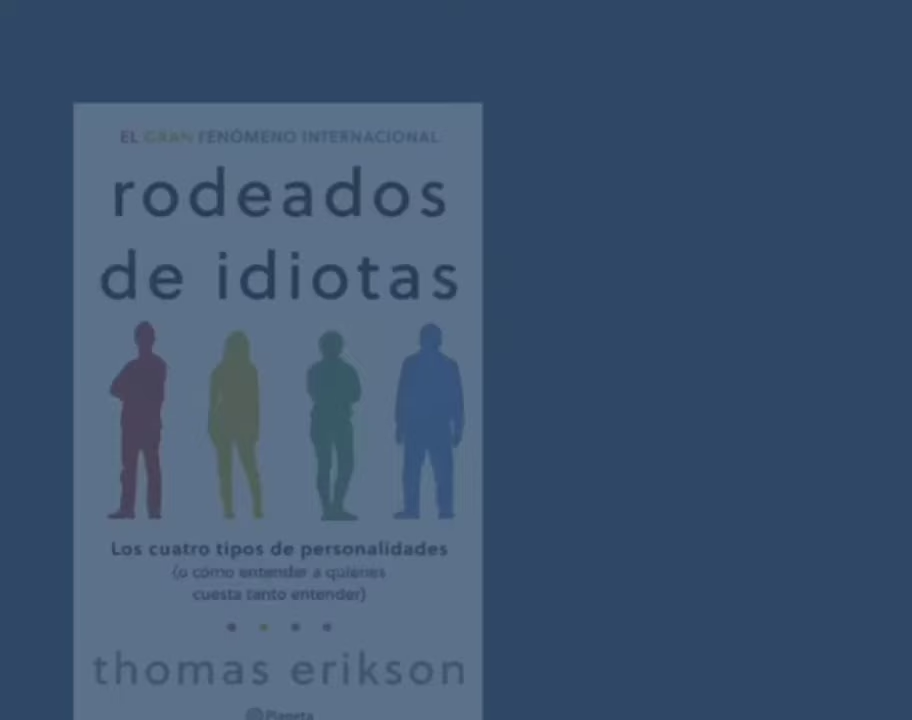 EL GRAN FENÓMENO INTERNACIONAL
rodeados
de idiotas
Los cuatro tipos de personalidades
(o cómo entender a quienes
cuesta tanto entender)
thomas erikson
Planeta